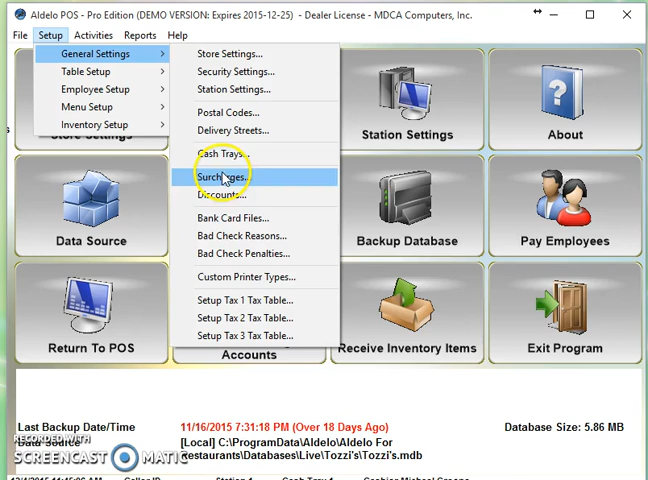 Aldelo POS - Pro Edition (DEMO VERSION: Expires 2015-12-25) - Dealer License - MDCA Computers, Inc.
File Setup Activities Reports Help
General Settings
Table Setup
Employee Setup
Menu Setup
Inventory Setup
Store Settings...
Security Settings...
Station Settings...
Postal Codes...
Delivery Streets...
Cash Trays...
Surcharges...
Discounts...
Bank Card Files...
Bad Check Reasons...
Bad Check Penalties...
Custom Printer Types...
Setup Tax 1 Tax Table...
Setup Tax 2 Tax Table...
Setup Tax 3 Tax Table...
Store Settings
Station Settings
About
Data Source
Backup Database
Pay Employees
Return To POS
Accounts
Receive Inventory Items
Exit Program
Last Backup Date/Time 11/16/2015 7:31:18 PM (Over 18 Days Ago) Database Size: 5.86 MB
Data Source [Local] C:\ProgramData\Aldelo\Aldelo For
Restaurants\Databases\Live\Tozzi's\Tozzi's.mdb
RECORDED WITH
SCREENCAST MATIC